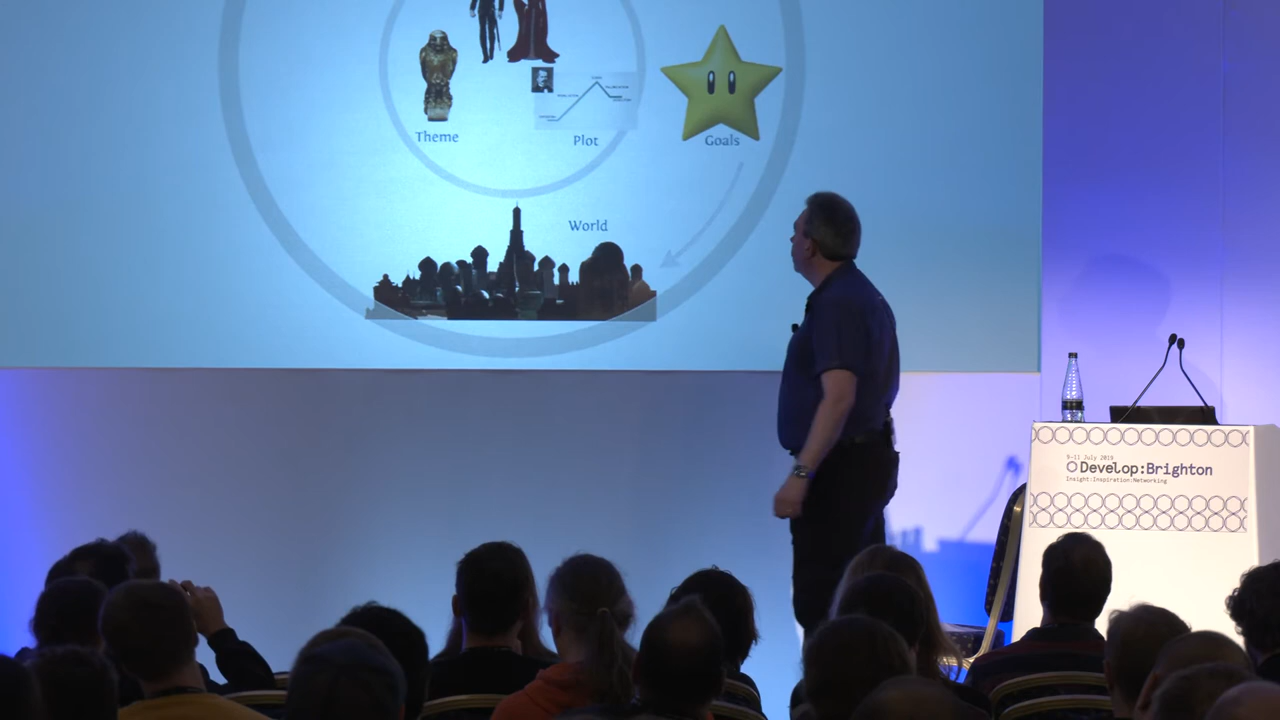 Theme
Plot
Goals
World
9-11 July 2019
Develop:Brighton
Insight:Inspiration:Networking